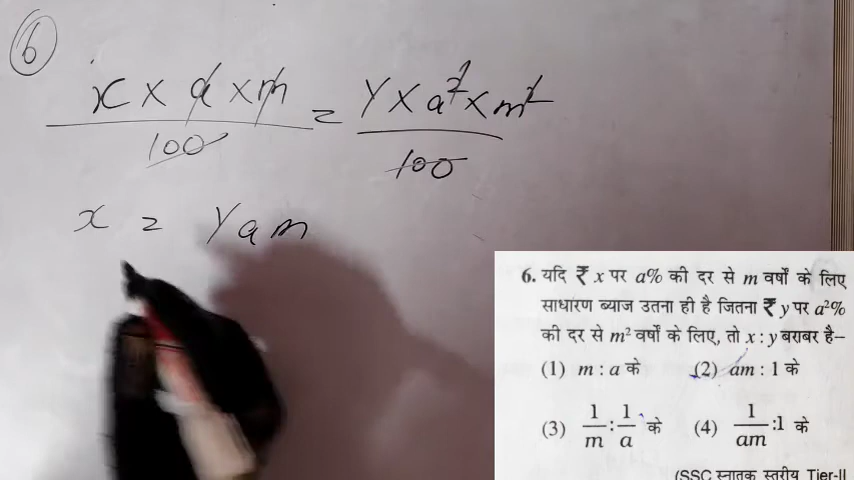 6
x × a × m / 100 = Y × a² × m² / 100
x = Y a m
6. यदि ₹ x पर a% की दर से m वर्षों के लिए
साधारण ब्याज उतना ही है जितना ₹ y पर a²%
की दर से m² वर्षों के लिए, तो x : y बराबर है–
(1) m : a के (2) am : 1 के
(3) 1/m : 1/a के (4) 1/am : 1 के
(SSC स्नातक स्तरीय Tier-II